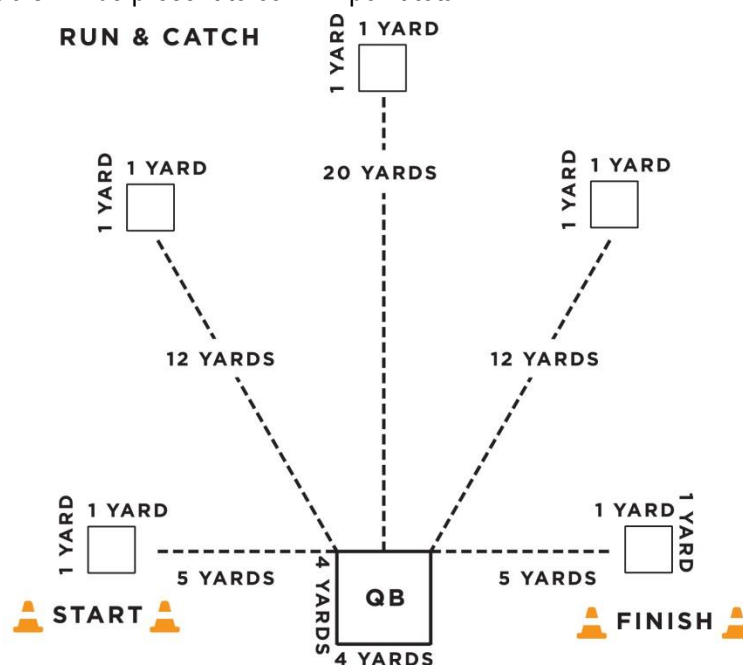 RUN & CATCH
1 YARD
1 YARD
20 YARDS
1 YARD
1 YARD
1 YARD
1 YARD
12 YARDS
12 YARDS
1 YARD
1 YARD
1 YARD
1 YARD
5 YARDS
5 YARDS
4 YARDS
QB
START
FINISH
4 YARDS